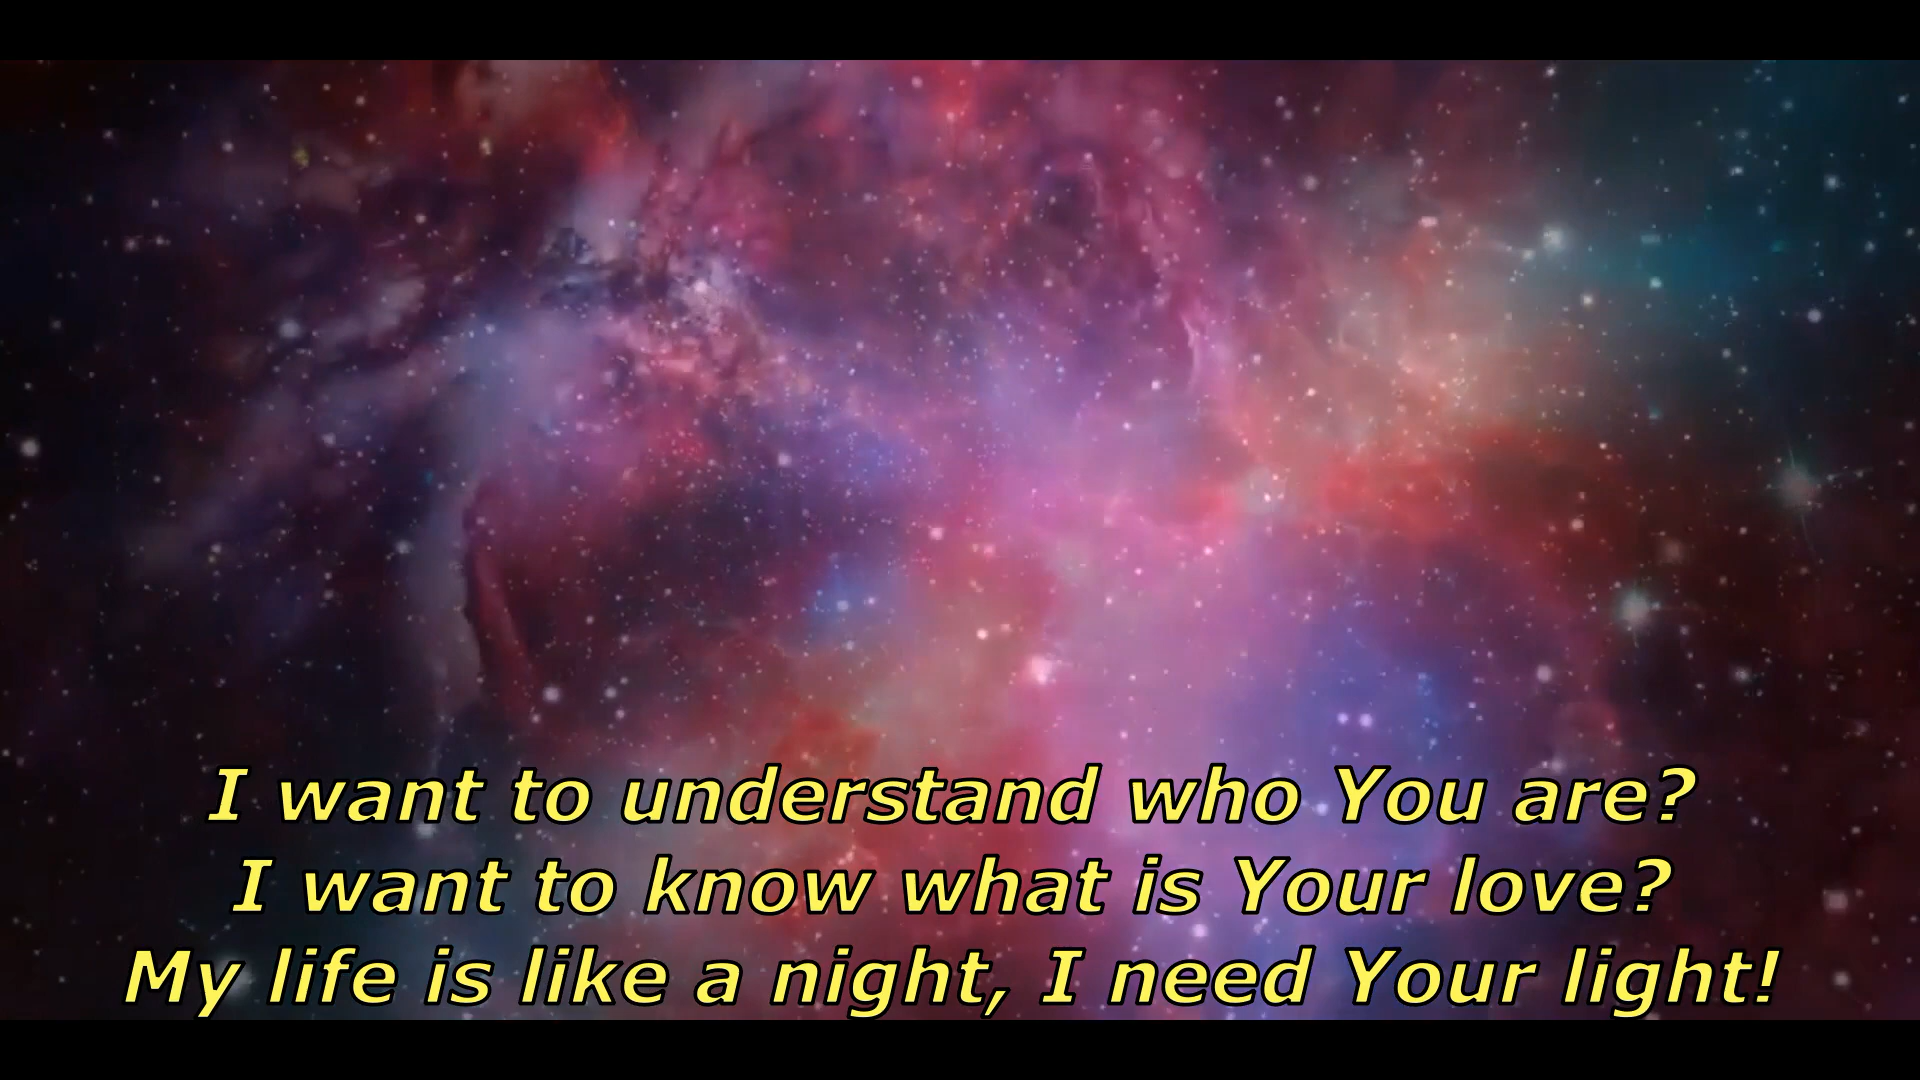 I want to understand who You are?
I want to know what is Your love?
My life is like a night, I need Your light!